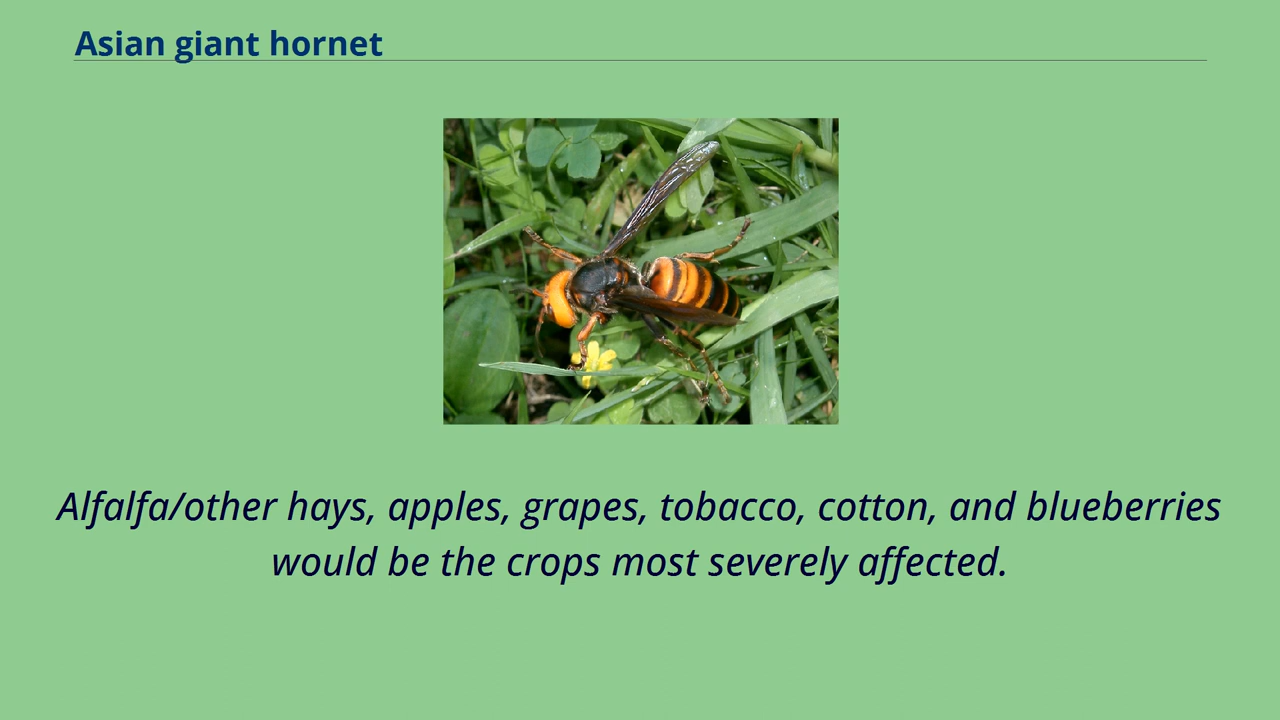 Asian giant hornet
Alfalfa/other hays, apples, grapes, tobacco, cotton, and blueberries
would be the crops most severely affected.